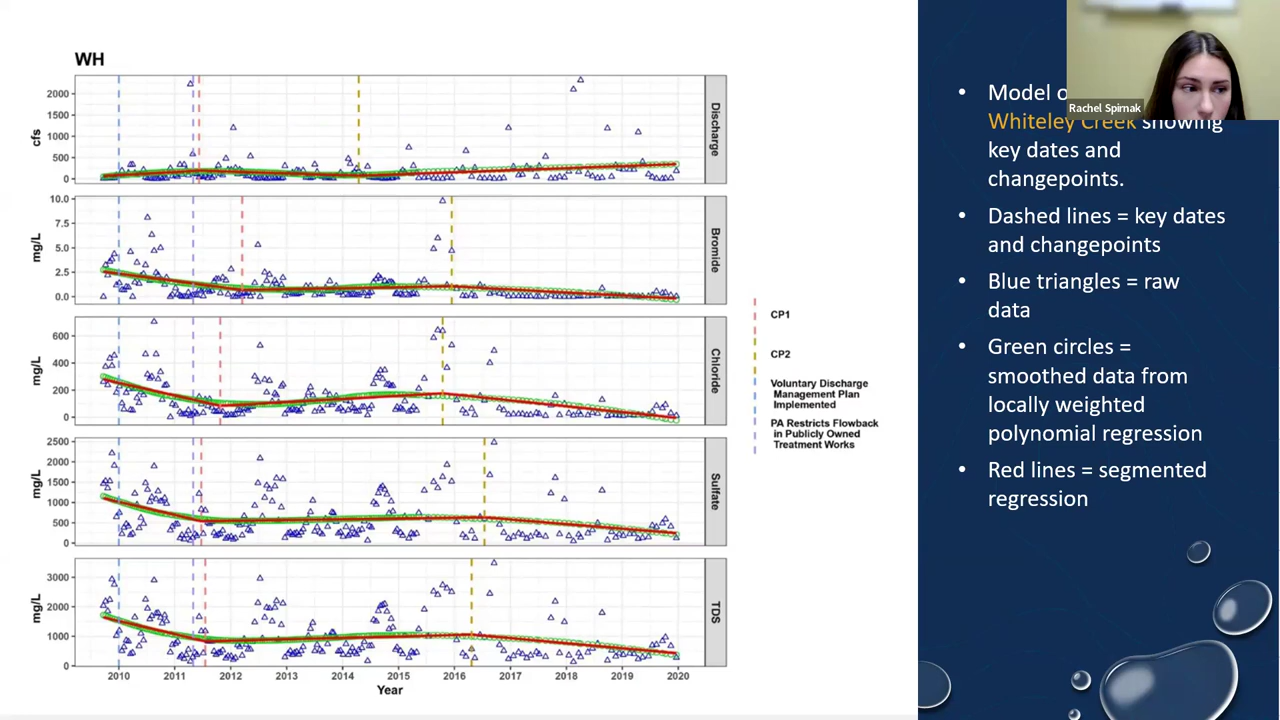 WH
2000
1500
1000
500
0
cfs
Discharge
10.0
7.5
5.0
2.5
0.0
mg/L
Bromide
600
400
200
0
mg/L
Chloride
2500
2000
1500
1000
500
0
mg/L
Sulfate
3000
2000
1000
0
mg/L
TDS
2010 2011 2012 2013 2014 2015 2016 2017 2018 2019 2020
Year
CP1
CP2
Voluntary Discharge
Management Plan
Implemented
PA Restricts Flowback
in Publicly Owned
Treatment Works
Rachel Spirnak
• Model
Whiteley Creek showing
key dates and
changepoints.
• Dashed lines = key dates
and changepoints
• Blue triangles = raw
data
• Green circles =
smoothed data from
locally weighted
polynomial regression
• Red lines = segmented
regression